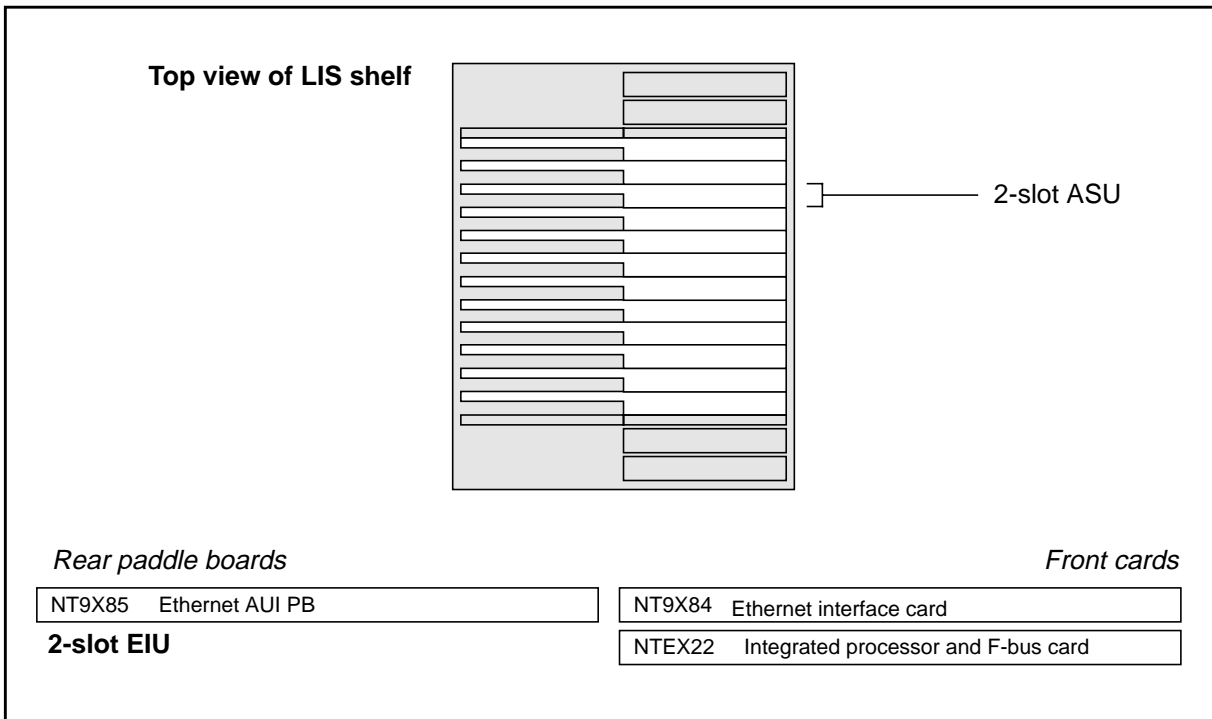 Top view of LIS shelf
2-slot ASU
Rear paddle boards
Front cards
NT9X85 Ethernet AUI PB
NT9X84 Ethernet interface card
2-slot EIU
NTEX22 Integrated processor and F-bus card